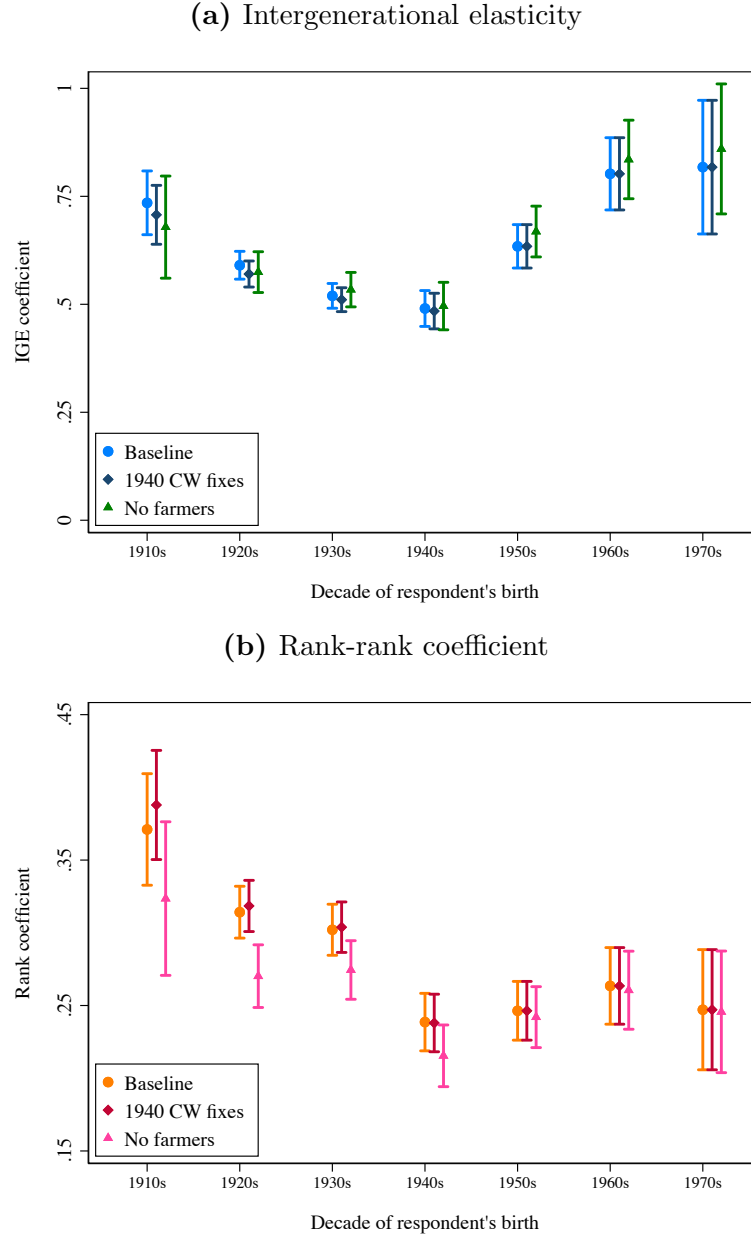 (a) Intergenerational elasticity
IGE coefficient
1
.75
.5
.25
0
Baseline
1940 CW fixes
No farmers
1910s 1920s 1930s 1940s 1950s 1960s 1970s
Decade of respondent's birth
(b) Rank-rank coefficient
Rank coefficient
.45
.35
.25
.15
Baseline
1940 CW fixes
No farmers
1910s 1920s 1930s 1940s 1950s 1960s 1970s
Decade of respondent's birth